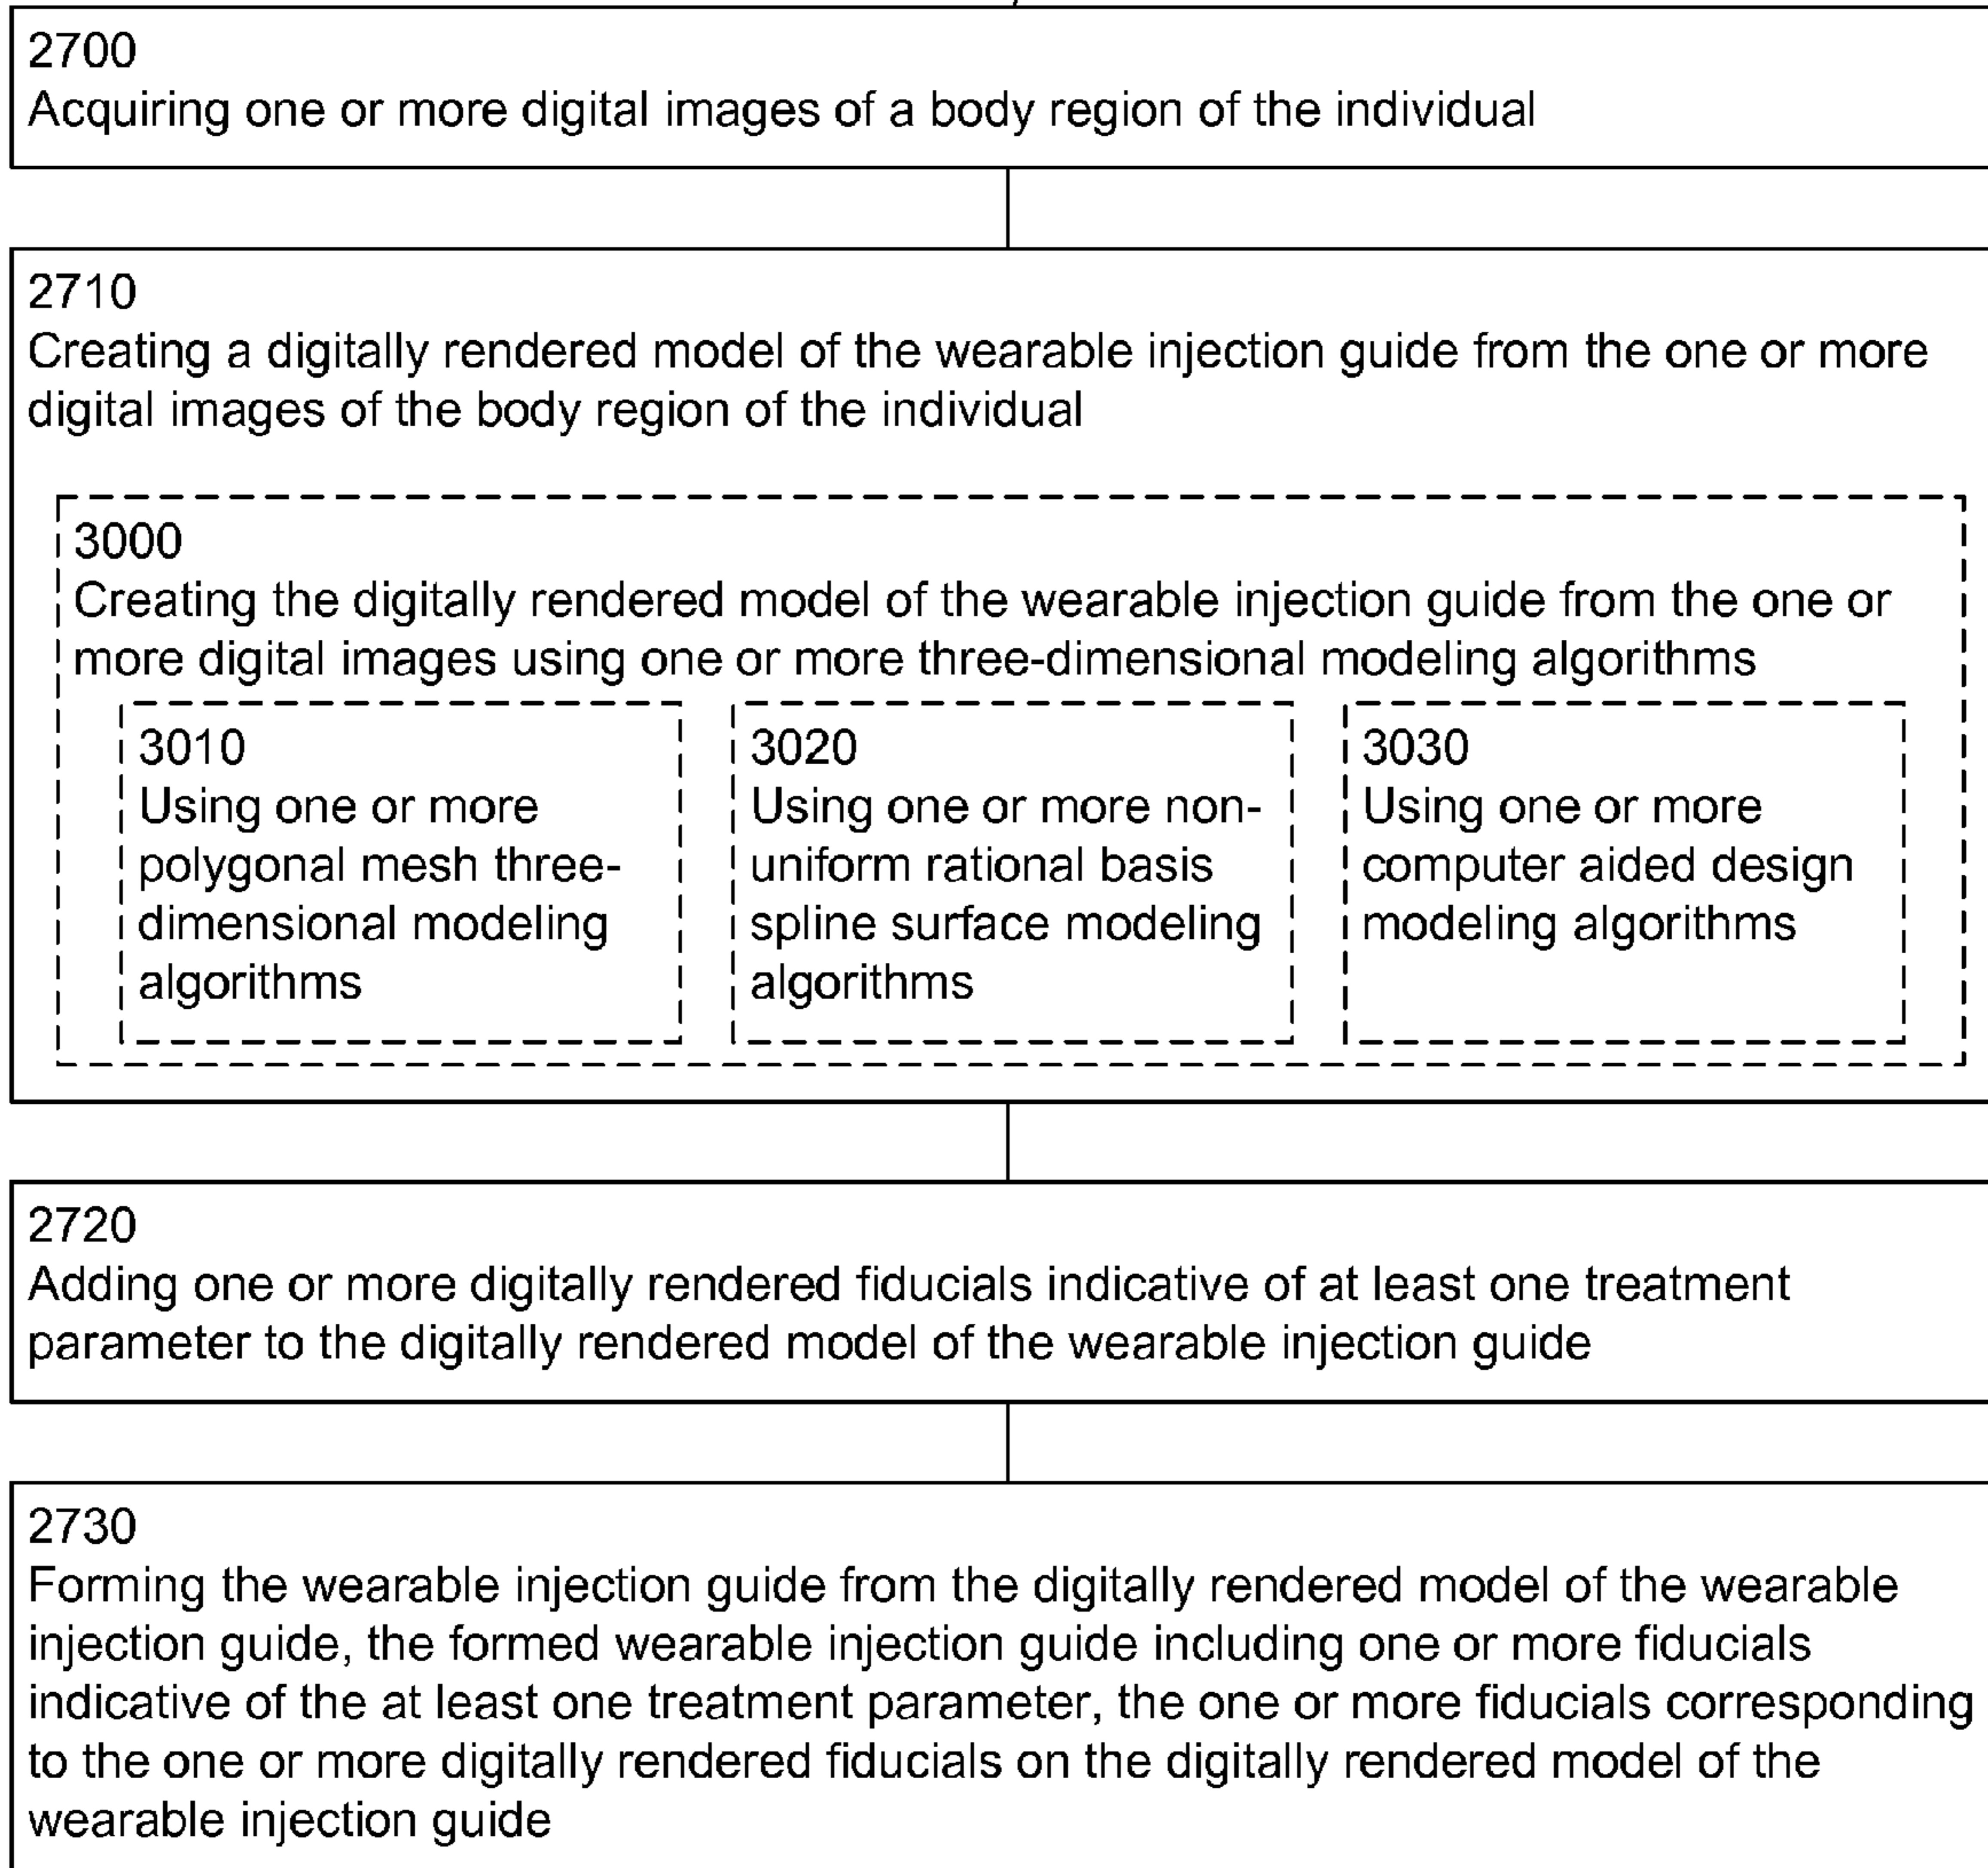 2700
Acquiring one or more digital images of a body region of the individual
2710
Creating a digitally rendered model of the wearable injection guide from the one or more
digital images of the body region of the individual
3000
Creating the digitally rendered model of the wearable injection guide from the one or
more digital images using one or more three-dimensional modeling algorithms
3010
Using one or more
polygonal mesh three-
dimensional modeling
algorithms
3020
Using one or more non-
uniform rational basis
spline surface modeling
algorithms
3030
Using one or more
computer aided design
modeling algorithms
2720
Adding one or more digitally rendered fiducials indicative of at least one treatment
parameter to the digitally rendered model of the wearable injection guide
2730
Forming the wearable injection guide from the digitally rendered model of the wearable
injection guide, the formed wearable injection guide including one or more fiducials
indicative of the at least one treatment parameter, the one or more fiducials corresponding
to the one or more digitally rendered fiducials on the digitally rendered model of the
wearable injection guide